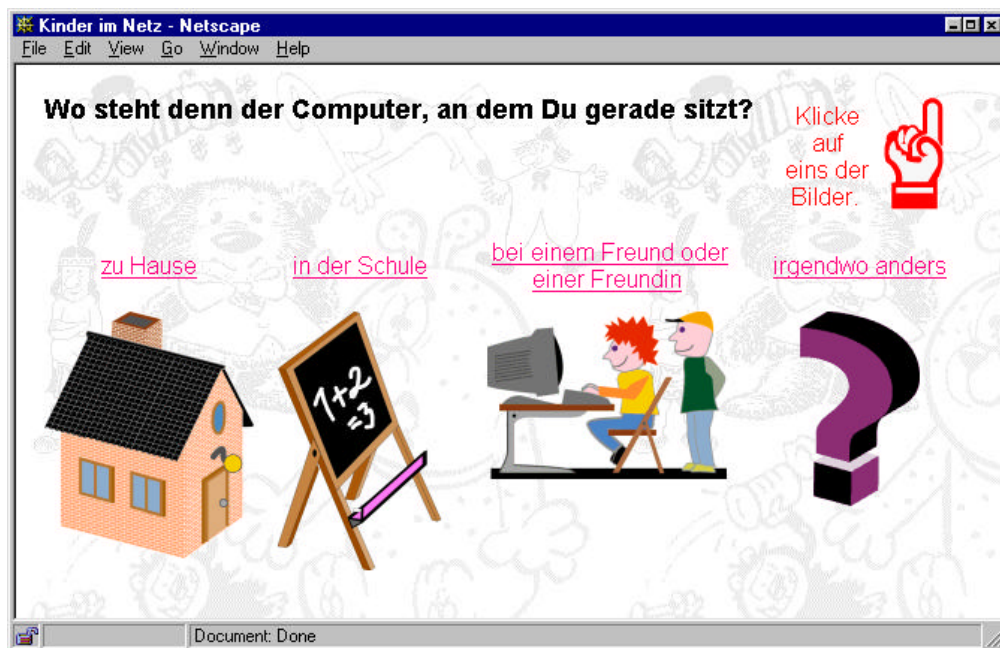 Kinder im Netz - Netscape
File Edit View Go Window Help
Wo steht denn der Computer, an dem Du gerade sitzt?
Klicke
auf
eins der
Bilder.
zu Hause
in der Schule
bei einem Freund oder
einer Freundin
irgendwo anders
1+2
=3
Document: Done